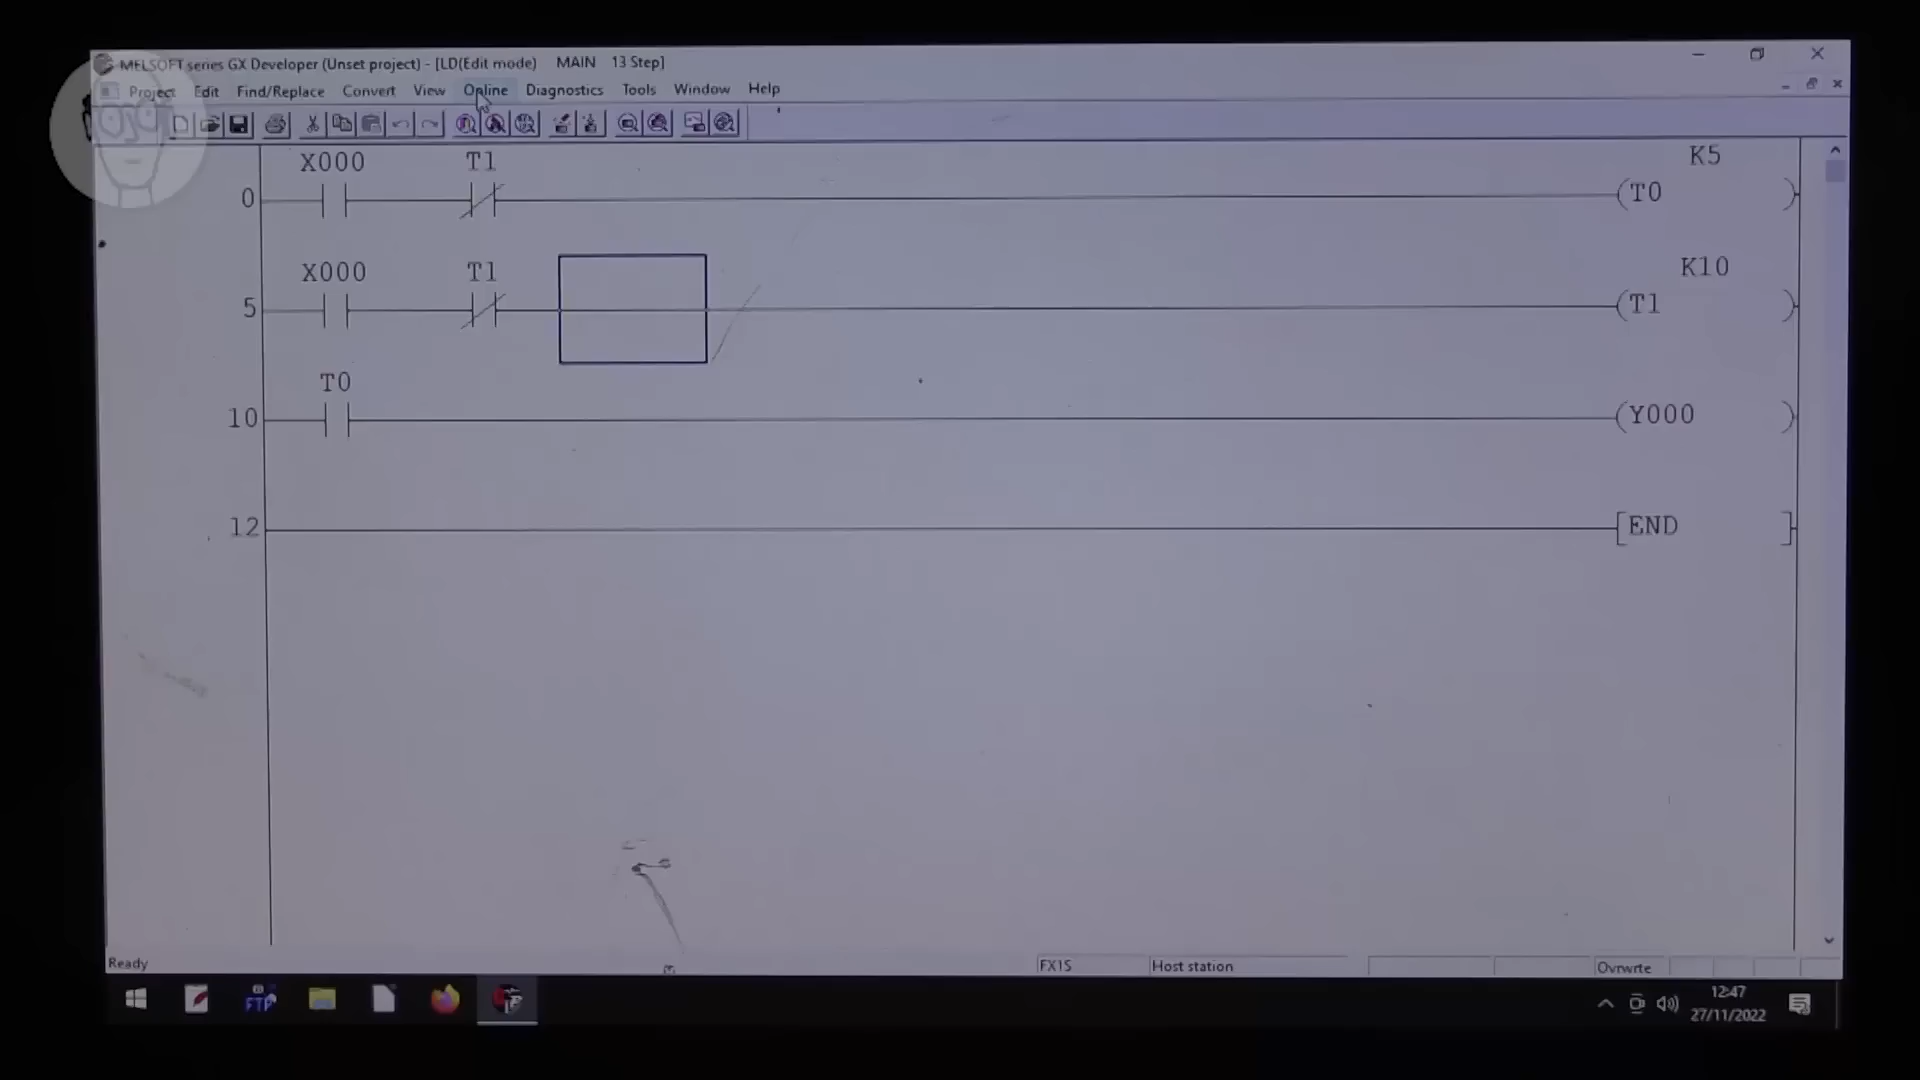 MELSOFT series GX Developer (Unset project) - [LD(Edit mode) MAIN 13 Step]
Project Edit Find/Replace Convert View Online Diagnostics Tools Window Help
X000 T1 K5
0 (T0 )
X000 T1 K10
5 (T1 )
T0
10 (Y000 )
12 [END ]
Ready FX1S Host station Ovrwrte
FTP
12:47
27/11/2022